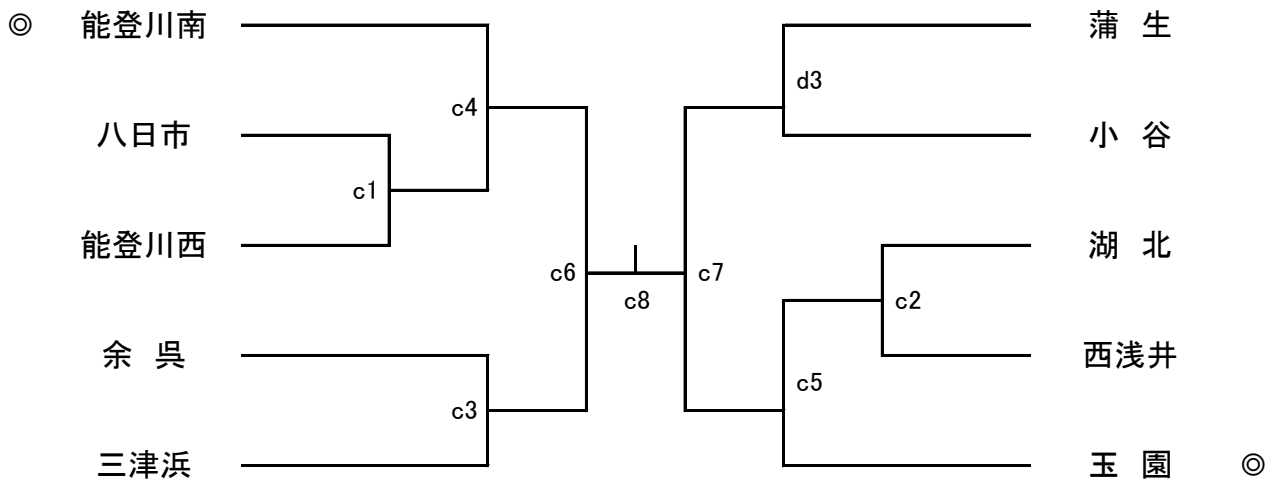 ◎ 能登川南
蒲 生
d3
c4
八日市
小 谷
c1
能登川西
湖 北
c6
c7
c8
c2
余 呉
西浅井
c5
c3
三津浜
玉 園 ◎